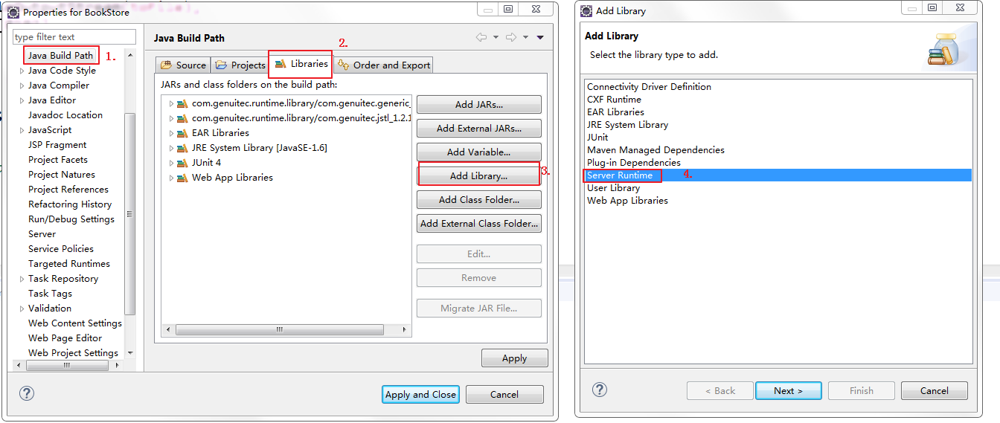 Properties for BookStore
type filter text
Java Build Path
1.
Java Code Style
Java Compiler
Java Editor
Javadoc Location
JavaScript
JSP Fragment
Project Facets
Project Natures
Project References
Refactoring History
Run/Debug Settings
Server
Service Policies
Targeted Runtimes
Task Repository
Task Tags
Validation
Web Content Settings
Web Page Editor
Web Project Settings
Java Build Path
2.
Source
Projects
Libraries
Order and Export
JARs and class folders on the build path:
com.genuitec.runtime.library/com.genuitec.generic_
com.genuitec.runtime.library/com.genuitec.jstl_1.2.1
EAR Libraries
JRE System Library [JavaSE-1.6]
JUnit 4
Web App Libraries
Add JARs...
Add External JARs...
Add Variable...
Add Library...
3.
Add Class Folder...
Add External Class Folder...
Edit...
Remove
Migrate JAR File...
Apply
Apply and Close
Cancel
Add Library
Add Library
Select the library type to add.
Connectivity Driver Definition
CXF Runtime
EAR Libraries
JRE System Library
JUnit
Maven Managed Dependencies
Plug-in Dependencies
Server Runtime
4.
User Library
Web App Libraries
< Back
Next >
Finish
Cancel